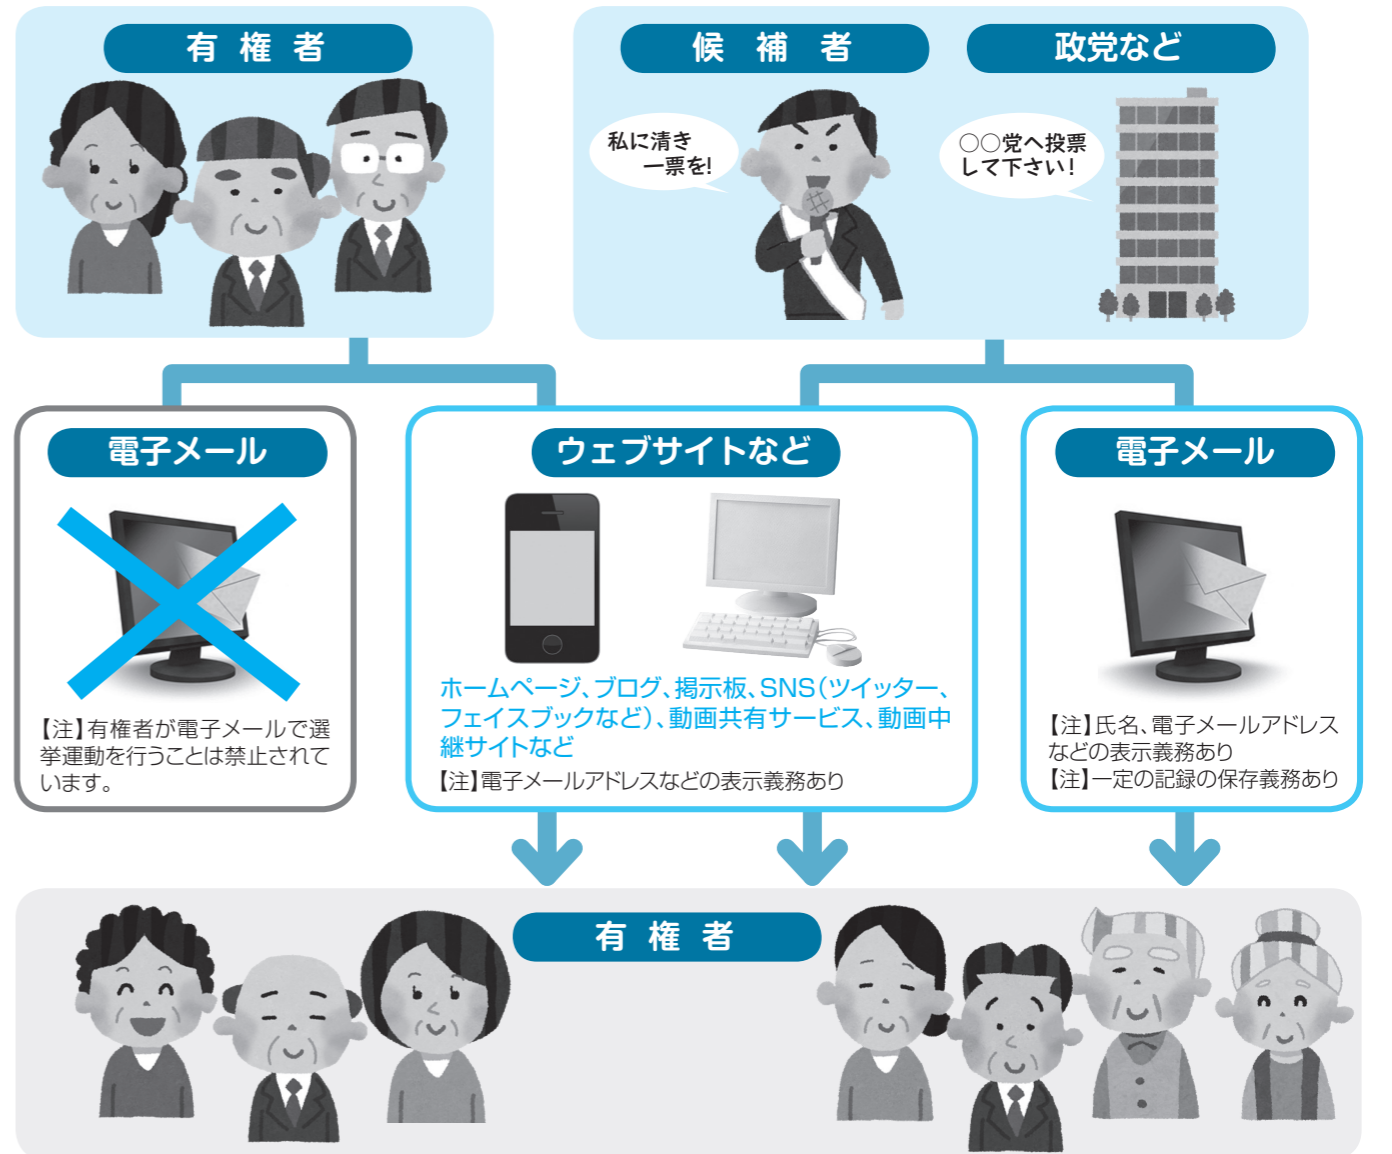 有権者
候補者
政党など
私に清き
一票を!
○○党へ投票
して下さい!
電子メール
【注】有権者が電子メールで選
挙運動を行うことは禁止されて
います。
ウェブサイトなど
ホームページ、ブログ、掲示板、SNS(ツイッター、
フェイスブックなど)、動画共有サービス、動画中
継サイトなど
【注】電子メールアドレスなどの表示義務あり
電子メール
【注】氏名、電子メールアドレス
などの表示義務あり
【注】一定の記録の保存義務あり
有権者